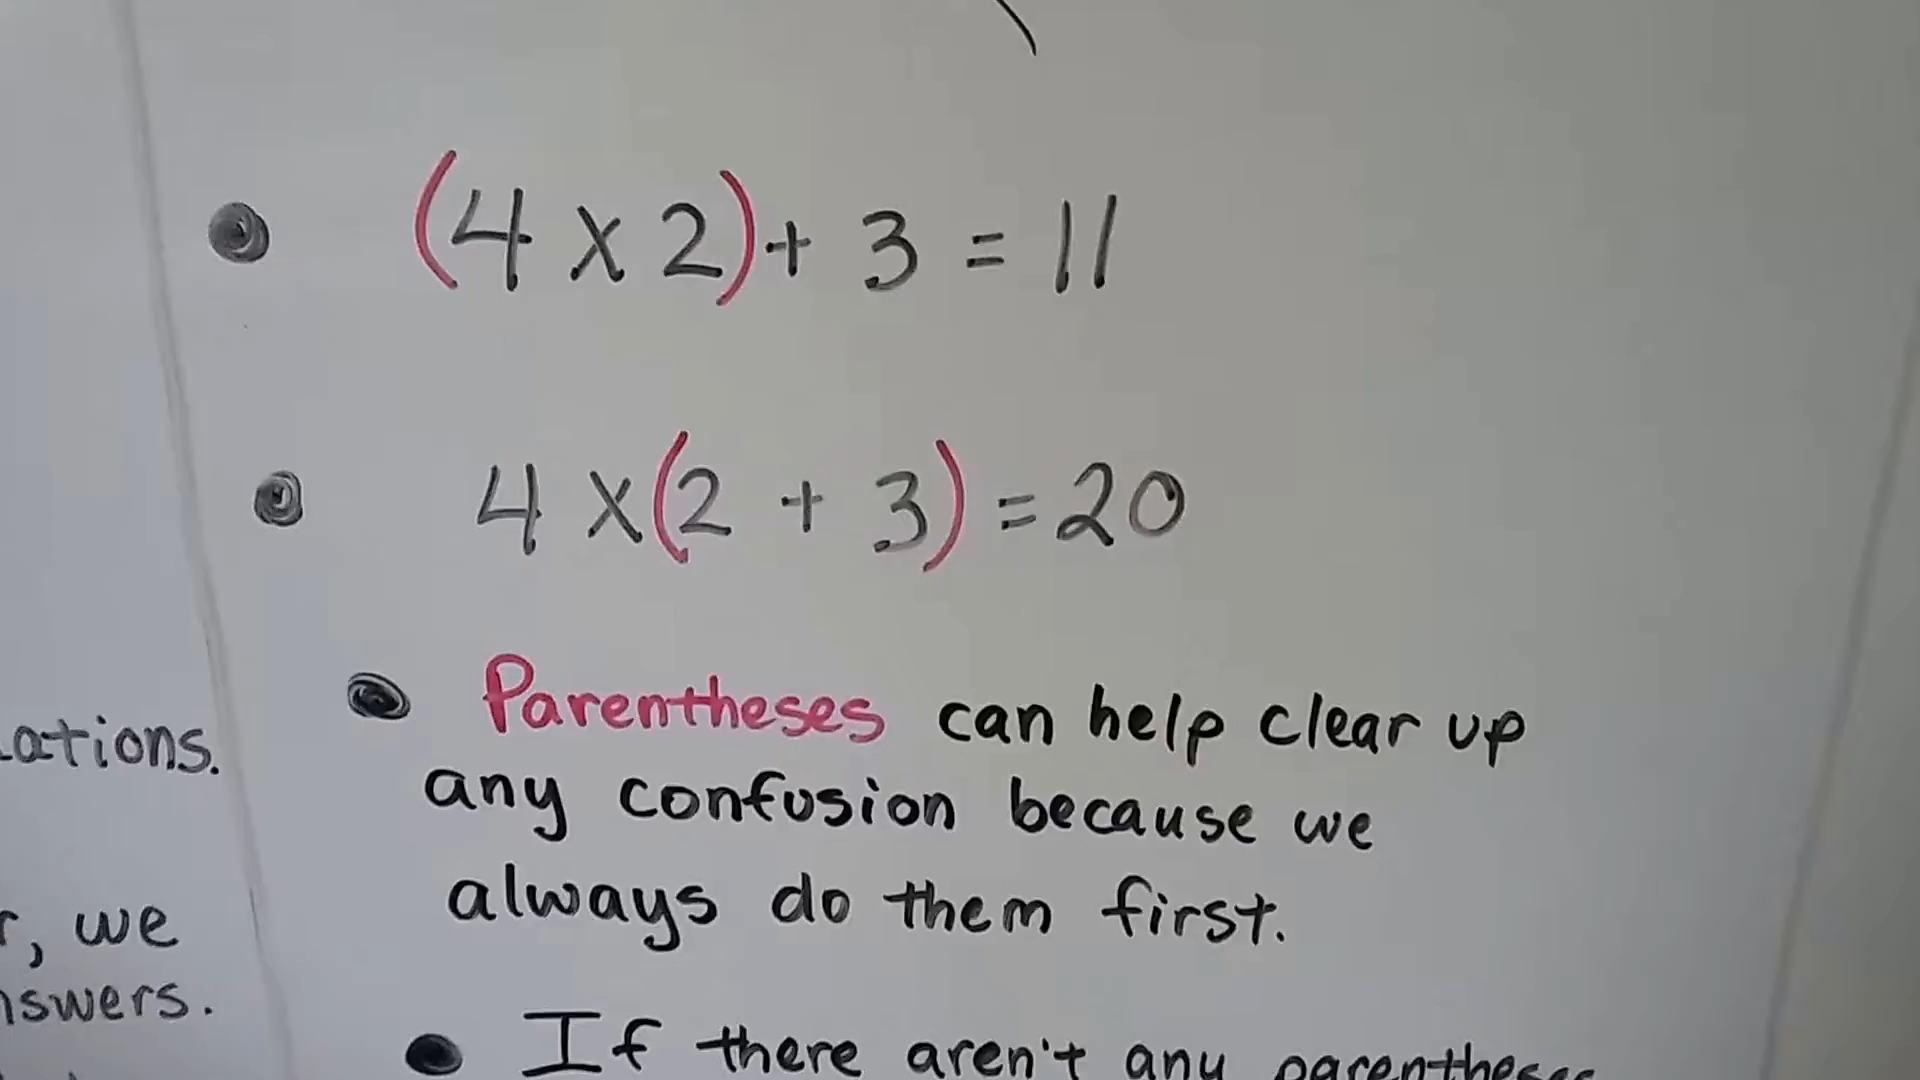 (4 x 2) + 3 = 11
4 x (2 + 3) = 20
Parentheses can help clear up
any confusion because we
always do them first.
If there aren't any parentheses
ations.
r, we
nswers.